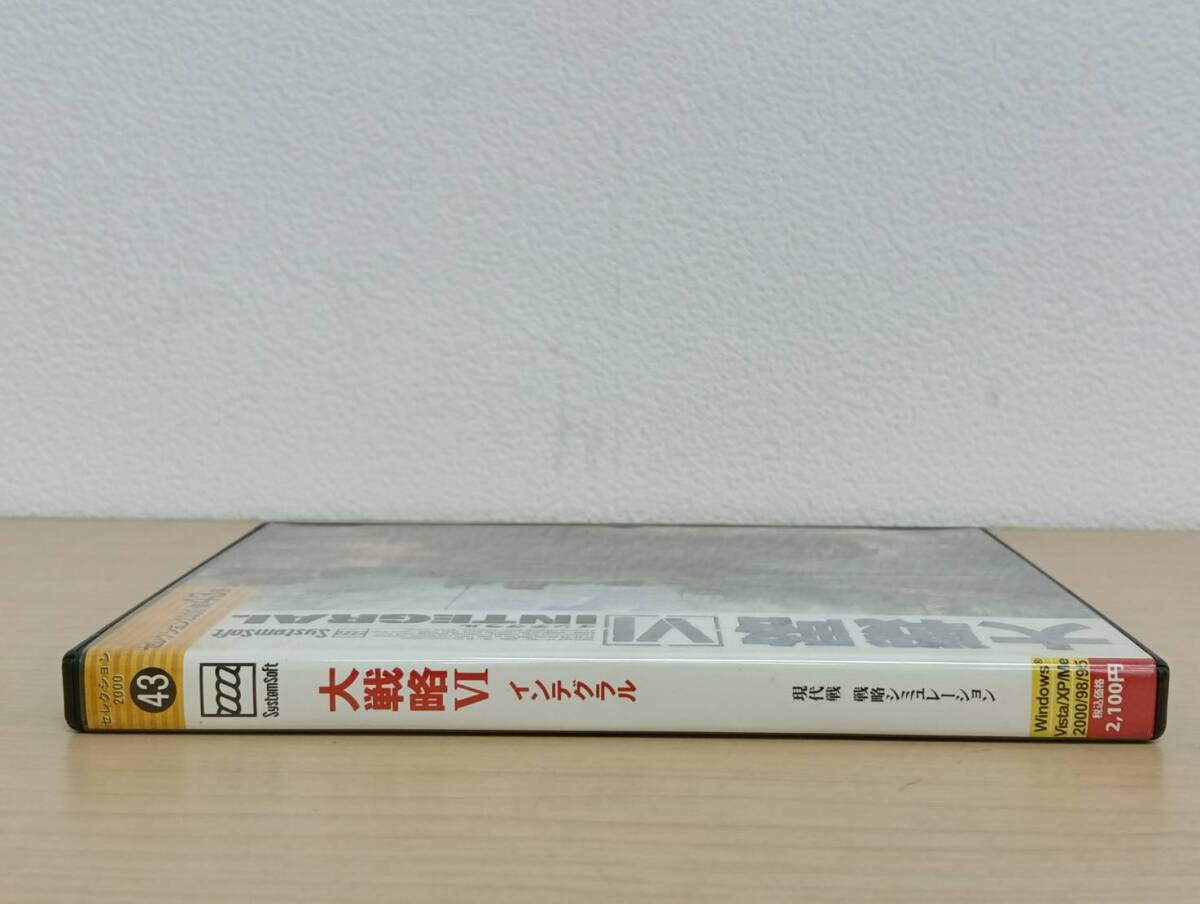 セレクション
2000
43
SystemSoft
大戦略VI
インテグラル
現代戦 戦略シミュレーション
Windows®
Vista/XP/Me
2000/98/95
税込価格
2,100円
大戦略
VI
INTEGRAL
SystemSoft